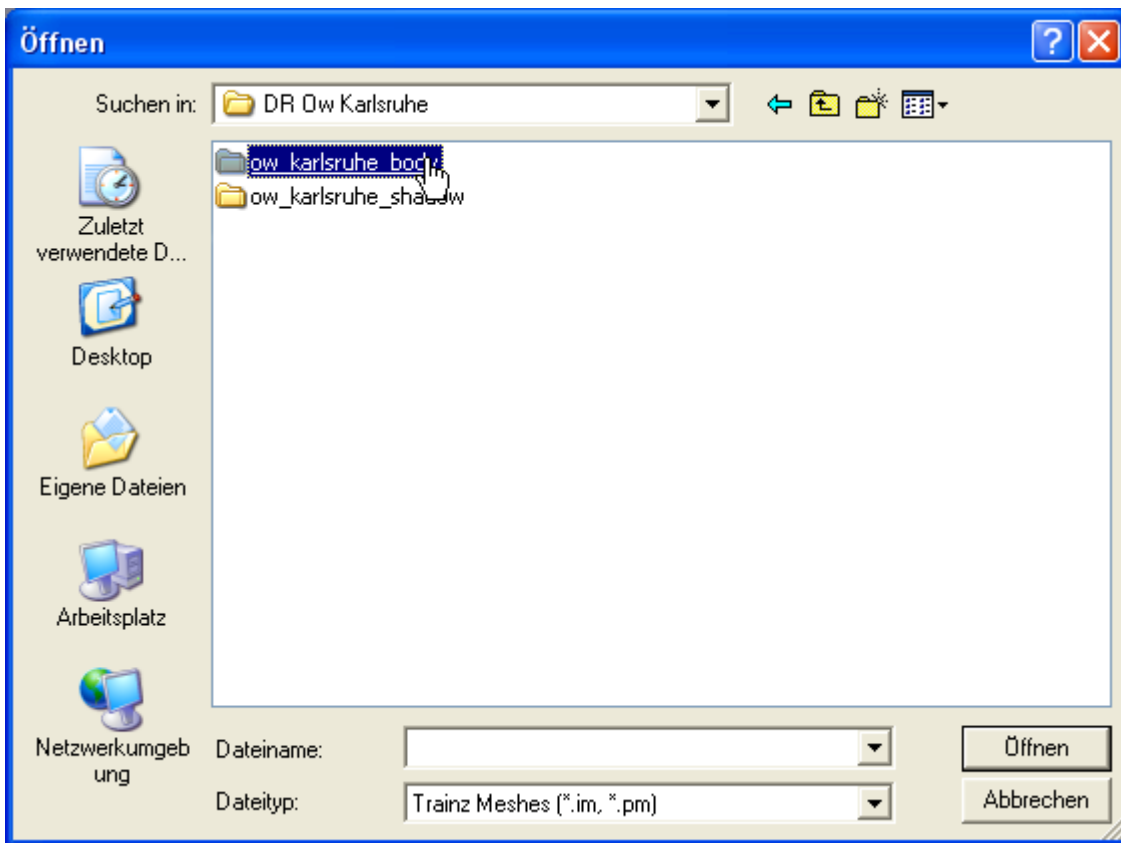 Öffnen
Suchen in:
DR Ow Karlsruhe
ow_karlsruhe_body
ow_karlsruhe_shadow
Zuletzt
verwendete D...
Desktop
Eigene Dateien
Arbeitsplatz
Netzwerkumgeb
ung
Dateiname:
Öffnen
Dateityp:
Trainz Meshes (*.im, *.pm)
Abbrechen